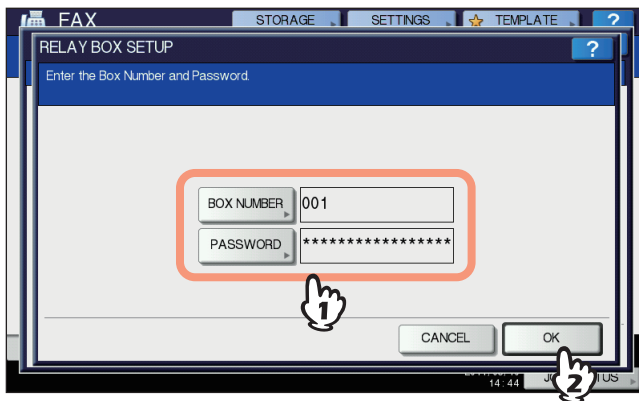 FAX STORAGE SETTINGS TEMPLATE ?
RELAY BOX SETUP ?
Enter the Box Number and Password.
BOX NUMBER 001
PASSWORD *****************
1
CANCEL OK
14:44
2